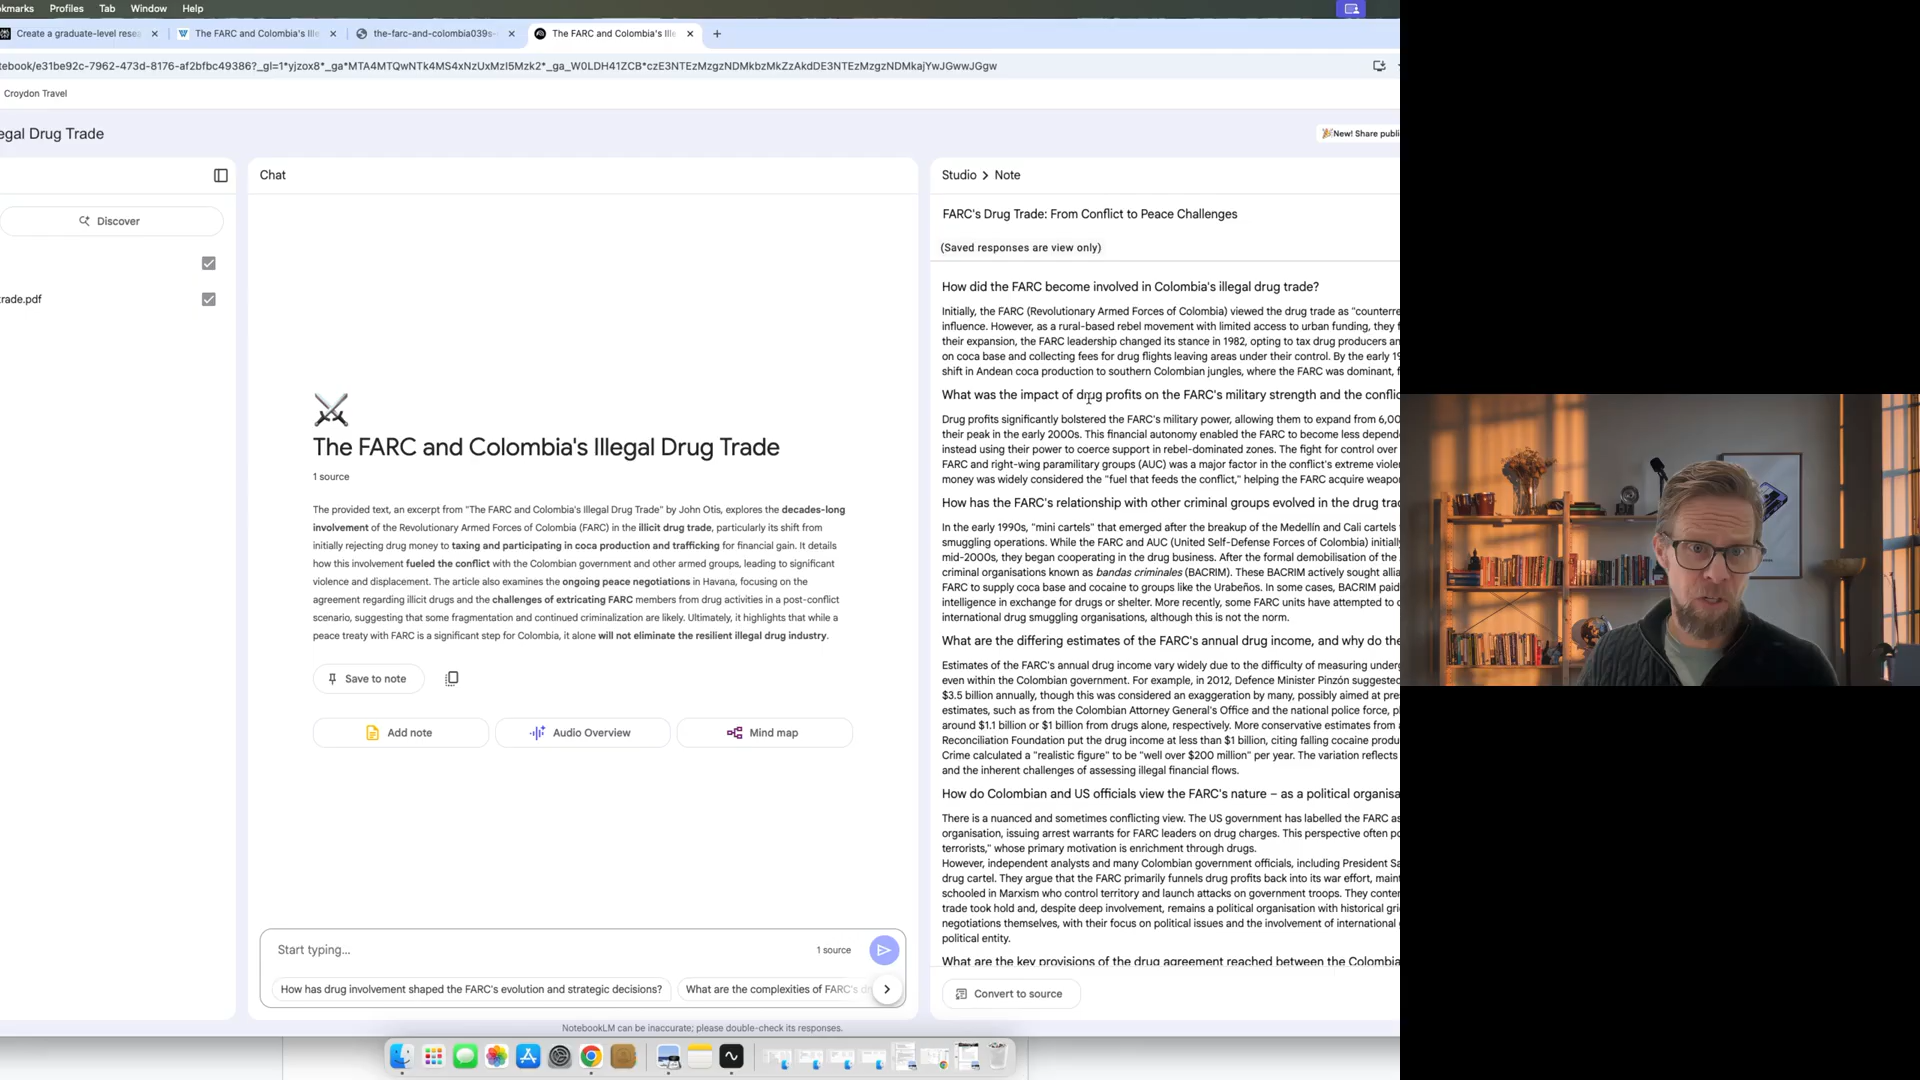 okmarks Profiles Tab Window Help
Create a graduate-level resea
The FARC and Colombia's Ille
the-farc-and-colombia039s-
The FARC and Colombia's Ille
tebook/e31be92c-7962-473d-8176-af2bfbc49386?_gl=1*yjzox8*_ga*MTA4MTQwNTk4MS4xNzUxMzI5Mzk2*_ga_W0LDH41ZCB*czE3NTEzMzgzNDMkbzMkZzAkdDE3NTEzMzgzNDMkajYwJGwwJGgw
Croydon Travel
egal Drug Trade
🎉New! Share publi
Discover
rade.pdf
Chat
The FARC and Colombia's Illegal Drug Trade
1 source
The provided text, an excerpt from "The FARC and Colombia's Illegal Drug Trade" by John Otis, explores the decades-long
involvement of the Revolutionary Armed Forces of Colombia (FARC) in the illicit drug trade, particularly its shift from
initially rejecting drug money to taxing and participating in coca production and trafficking for financial gain. It details
how this involvement fueled the conflict with the Colombian government and other armed groups, leading to significant
violence and displacement. The article also examines the ongoing peace negotiations in Havana, focusing on the
agreement regarding illicit drugs and the challenges of extricating FARC members from drug activities in a post-conflict
scenario, suggesting that some fragmentation and continued criminalization are likely. Ultimately, it highlights that while a
peace treaty with FARC is a significant step for Colombia, it alone will not eliminate the resilient illegal drug industry.
Save to note
Add note
Audio Overview
Mind map
Start typing...
1 source
How has drug involvement shaped the FARC's evolution and strategic decisions?
What are the complexities of FARC's dr
NotebookLM can be inaccurate; please double-check its responses.
Studio > Note
FARC's Drug Trade: From Conflict to Peace Challenges
(Saved responses are view only)
How did the FARC become involved in Colombia's illegal drug trade?
Initially, the FARC (Revolutionary Armed Forces of Colombia) viewed the drug trade as "counterre
influence. However, as a rural-based rebel movement with limited access to urban funding, they f
their expansion, the FARC leadership changed its stance in 1982, opting to tax drug producers an
on coca base and collecting fees for drug flights leaving areas under their control. By the early 19
shift in Andean coca production to southern Colombian jungles, where the FARC was dominant, f
What was the impact of drug profits on the FARC's military strength and the conflic
Drug profits significantly bolstered the FARC's military power, allowing them to expand from 6,00
their peak in the early 2000s. This financial autonomy enabled the FARC to become less depende
instead using their power to coerce support in rebel-dominated zones. The fight for control over
FARC and right-wing paramilitary groups (AUC) was a major factor in the conflict's extreme violen
money was widely considered the "fuel that feeds the conflict," helping the FARC acquire weapo
How has the FARC's relationship with other criminal groups evolved in the drug trad
In the early 1990s, "mini cartels" that emerged after the breakup of the Medellín and Cali cartels
smuggling operations. While the FARC and AUC (United Self-Defense Forces of Colombia) initial
mid-2000s, they began cooperating in the drug business. After the formal demobilisation of the
criminal organisations known as bandas criminales (BACRIM). These BACRIM actively sought allia
FARC to supply coca base and cocaine to groups like the Urabeños. In some cases, BACRIM paid
intelligence in exchange for drugs or shelter. More recently, some FARC units have attempted to c
international drug smuggling organisations, although this is not the norm.
What are the differing estimates of the FARC's annual drug income, and why do the
Estimates of the FARC's annual drug income vary widely due to the difficulty of measuring underg
even within the Colombian government. For example, in 2012, Defence Minister Pinzón suggested
$3.5 billion annually, though this was considered an exaggeration by many, possibly aimed at pres
estimates, such as from the Colombian Attorney General's Office and the national police force, p
around $1.1 billion or $1 billion from drugs alone, respectively. More conservative estimates from
Reconciliation Foundation put the drug income at less than $1 billion, citing falling cocaine produ
Crime calculated a "realistic figure" to be "well over $200 million" per year. The variation reflects
and the inherent challenges of assessing illegal financial flows.
How do Colombian and US officials view the FARC's nature – as a political organisa
There is a nuanced and sometimes conflicting view. The US government has labelled the FARC as
organisation, issuing arrest warrants for FARC leaders on drug charges. This perspective often po
terrorists," whose primary motivation is enrichment through drugs.
However, independent analysts and many Colombian government officials, including President Sa
drug cartel. They argue that the FARC primarily funnels drug profits back into its war effort, main
schooled in Marxism who control territory and launch attacks on government troops. They conten
trade took hold and, despite deep involvement, remains a political organisation with historical gri
negotiations themselves, with their focus on political issues and the involvement of international
political entity.
What are the key provisions of the drug agreement reached between the Colombia
Convert to source